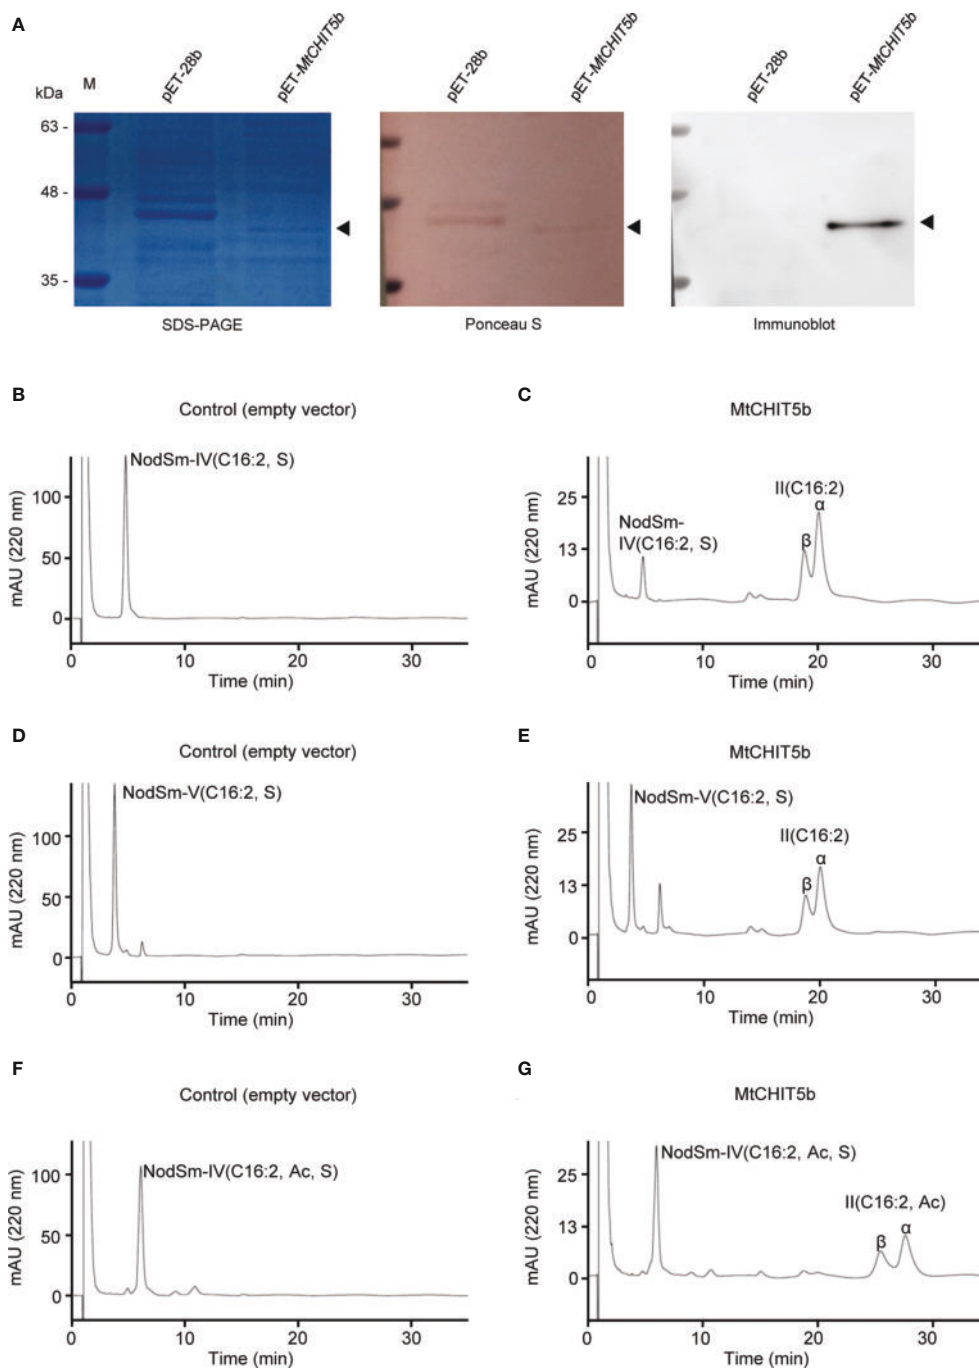 A
kDa
M
pET-28b
pET-MtCHIT5b
pET-28b
pET-MtCHIT5b
pET-28b
pET-MtCHIT5b
63 -
48 -
35 -
SDS-PAGE
Ponceau S
Immunoblot
B
Control (empty vector)
NodSm-IV(C16:2, S)
mAU (220 nm)
100
50
0
0 10 20 30
Time (min)
C
MtCHIT5b
NodSm-
IV(C16:2, S)
II(C16:2)
β
α
mAU (220 nm)
25
13
0
0 10 20 30
Time (min)
D
Control (empty vector)
NodSm-V(C16:2, S)
mAU (220 nm)
100
50
0
0 10 20 30
Time (min)
E
MtCHIT5b
NodSm-V(C16:2, S)
II(C16:2)
β
α
mAU (220 nm)
25
13
0
0 10 20 30
Time (min)
F
Control (empty vector)
NodSm-IV(C16:2, Ac, S)
mAU (220 nm)
100
50
0
0 10 20 30
Time (min)
G
MtCHIT5b
NodSm-IV(C16:2, Ac, S)
II(C16:2, Ac)
β
α
mAU (220 nm)
25
13
0
0 10 20 30
Time (min)